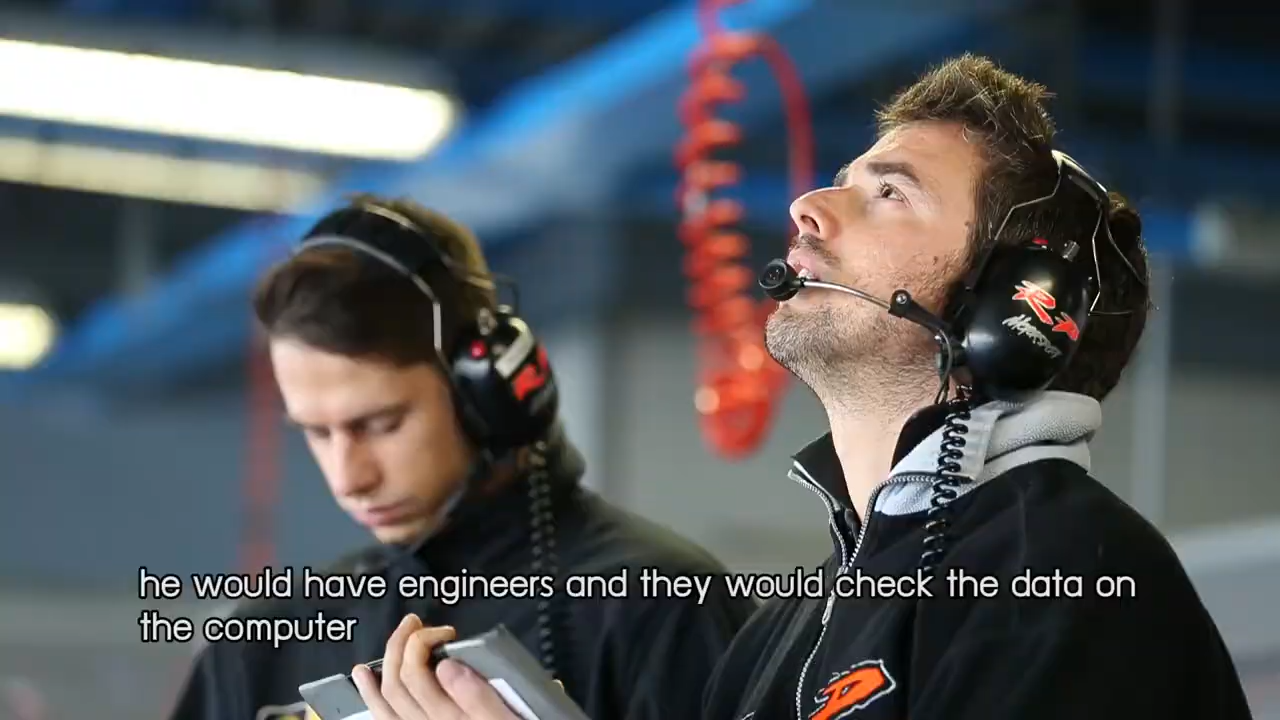 he would have engineers and they would check the data on
the computer